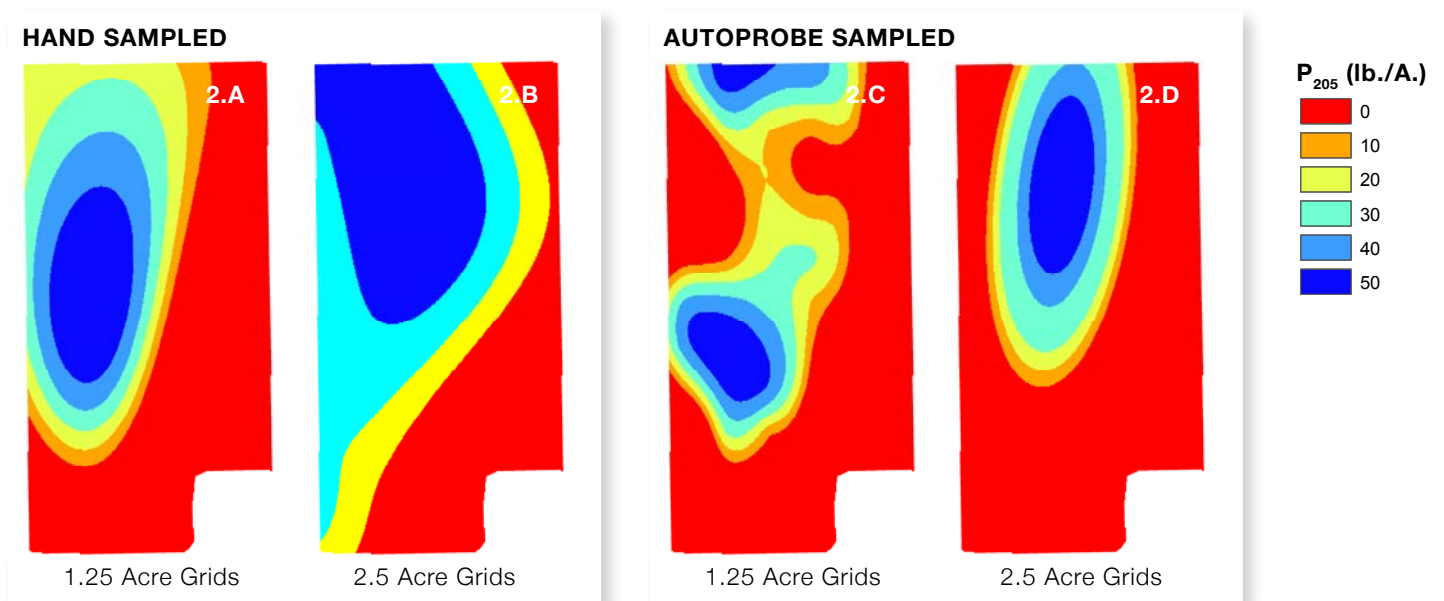 HAND SAMPLED
2.A
2.B
1.25 Acre Grids
2.5 Acre Grids
AUTOPROBE SAMPLED
2.C
2.D
1.25 Acre Grids
2.5 Acre Grids
P205 (lb./A.)
0
10
20
30
40
50